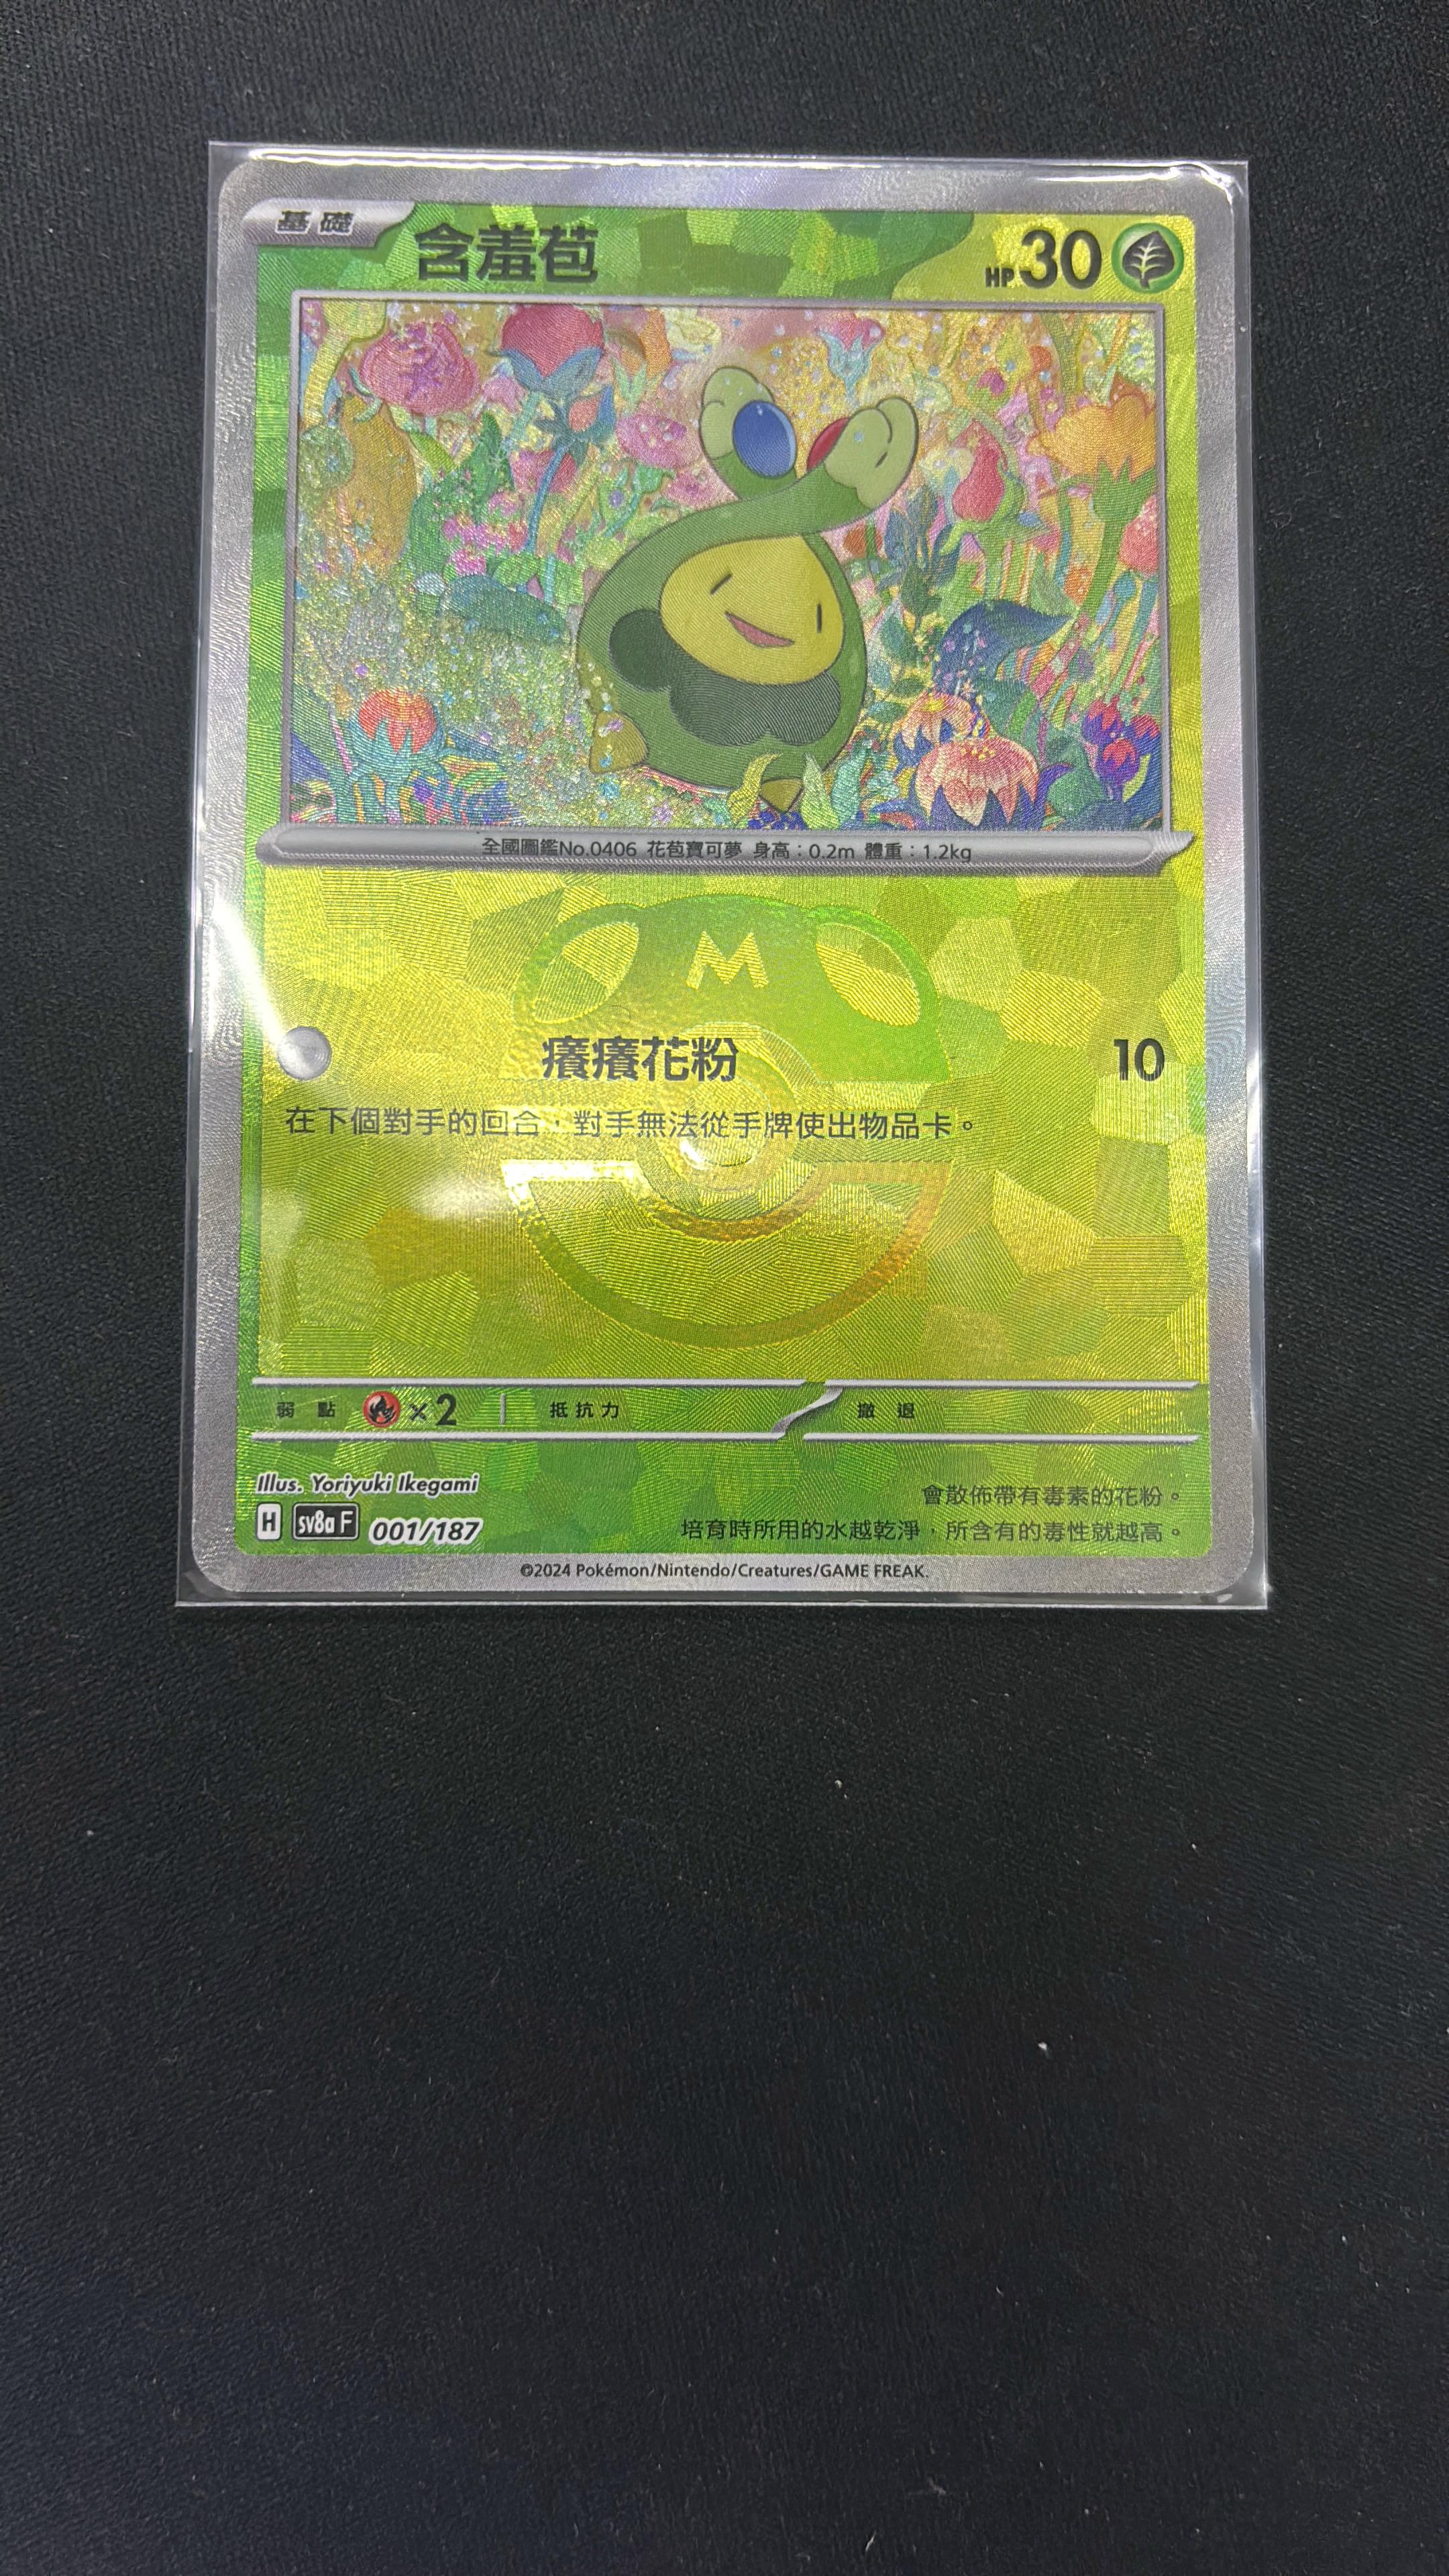 基礎
含羞苞
HP30
全國圖鑑No.0406 花苞寶可夢 身高：0.2m 體重：1.2kg
M
癢癢花粉 10
在下個對手的回合，對手無法從手牌使出物品卡。
弱點 ×2 抵抗力 撤退
Illus. Yoriyuki Ikegami
H sv8a F 001/187
會散佈帶有毒素的花粉。
培育時所用的水越乾淨，所含有的毒性就越高。
©2024 Pokémon/Nintendo/Creatures/GAME FREAK.